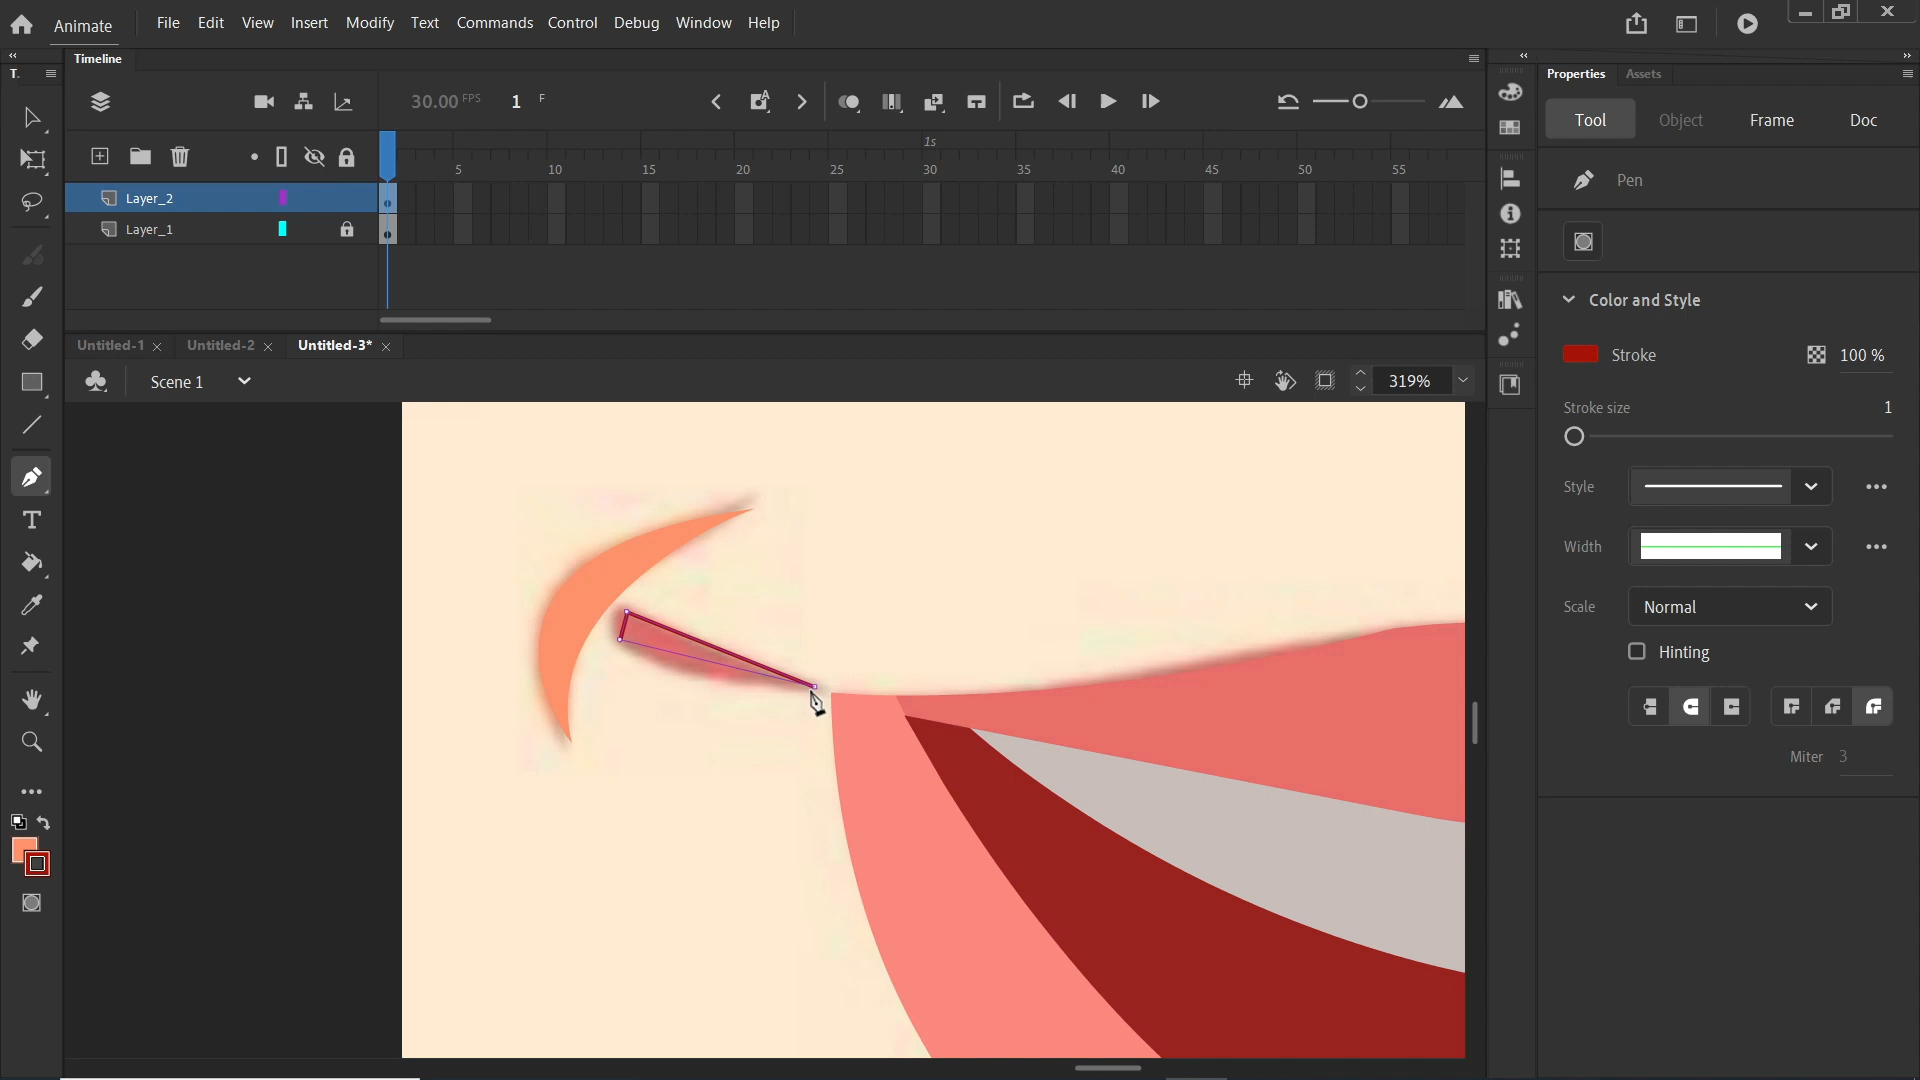 Animate File Edit View Insert Modify Text Commands Control Debug Window Help
T. Timeline Properties Assets
30.00 FPS 1 F A Tool Object Frame Doc
1s
5 10 15 20 25 30 35 40 45 50 55
Pen
Layer_2
Layer_1
Color and Style
Untitled-1 Untitled-2 Untitled-3*
Stroke 100 %
Scene 1 319%
Stroke size 1
Style
Width
Scale Normal
Hinting
Miter 3